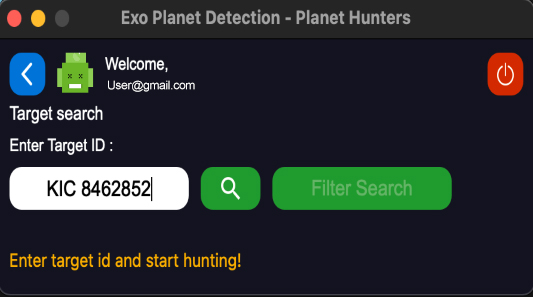 Exo Planet Detection - Planet Hunters
Welcome,
User@gmail.com
Target search
Enter Target ID :
KIC 8462852
Filter Search
Enter target id and start hunting!